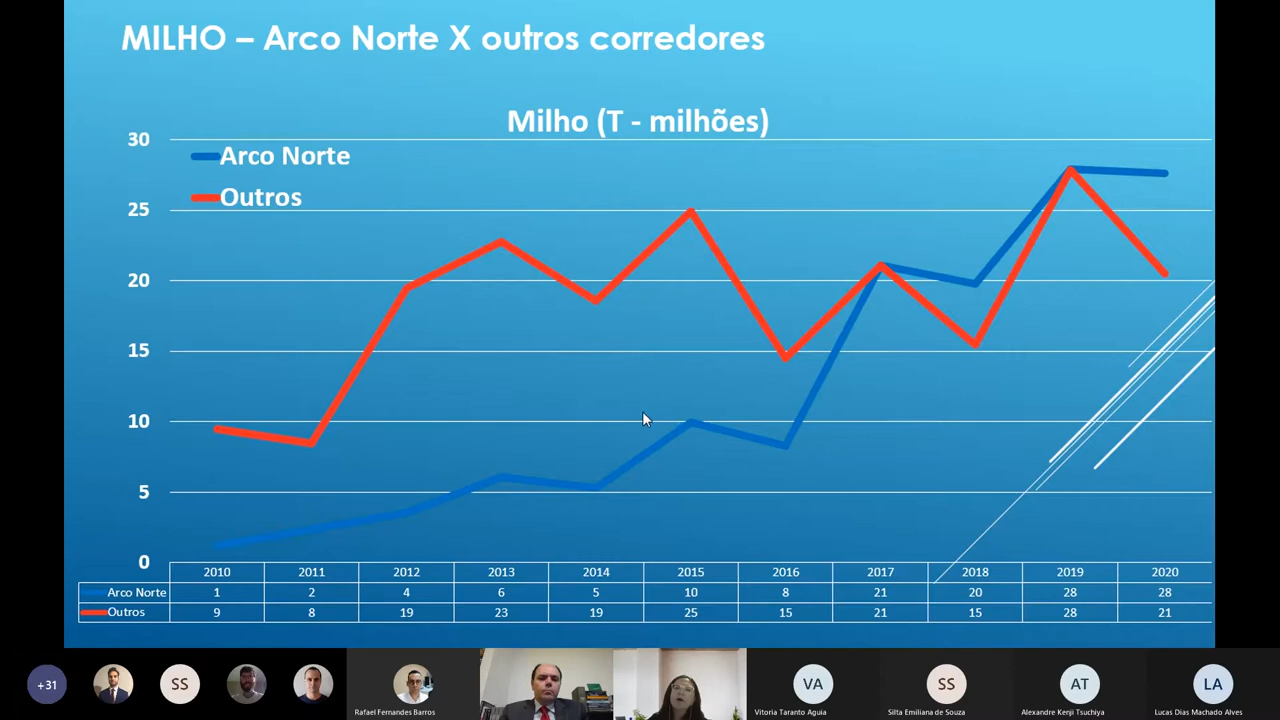 MILHO – Arco Norte X outros corredores
Milho (T - milhões)
30
Arco Norte
Outros
25
20
15
10
5
0
2010 2011 2012 2013 2014 2015 2016 2017 2018 2019 2020
Arco Norte 1 2 4 6 5 10 8 21 20 28 28
Outros 9 8 19 23 19 25 15 21 15 28 21
+31 SS VA SS AT LA
Rafael Fernandes Barros Vitoria Taranto Aguia Silta Emiliana de Souza Alexandre Kenji Tsuchiya Lucas Dias Machado Alves